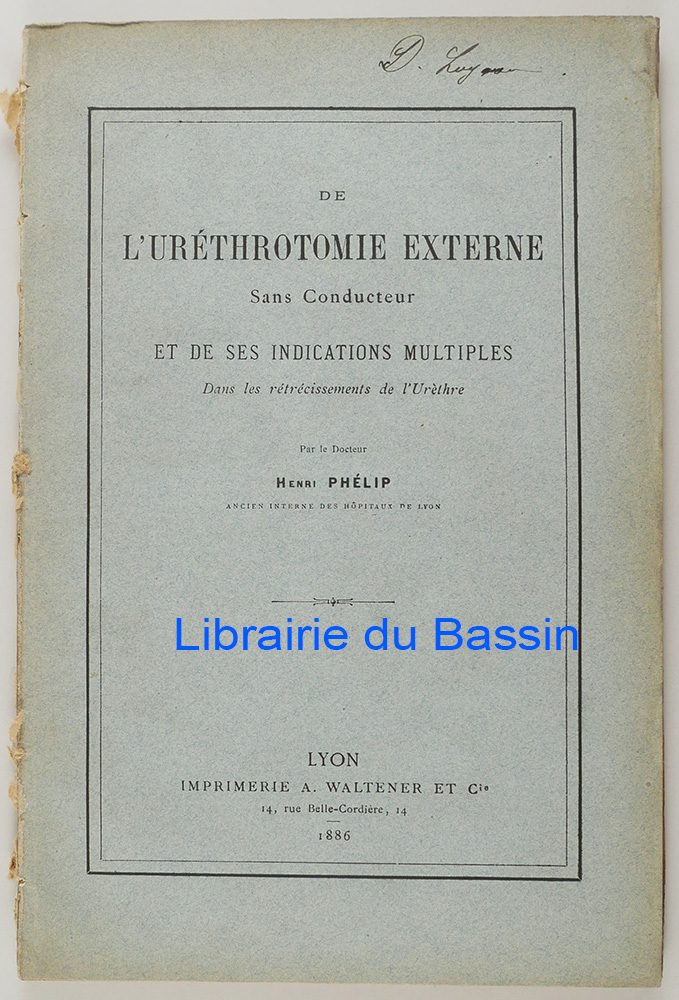 D.
DE
L'URÉTHROTOMIE EXTERNE
Sans Conducteur
ET DE SES INDICATIONS MULTIPLES
Dans les rétrécissements de l'Urèthre
Par le Docteur
HENRI PHÉLIP
ANCIEN INTERNE DES HÔPITAUX DE LYON
Librairie du Bassin
LYON
IMPRIMERIE A. WALTENER ET Cie
14, rue Belle-Cordière, 14
1886